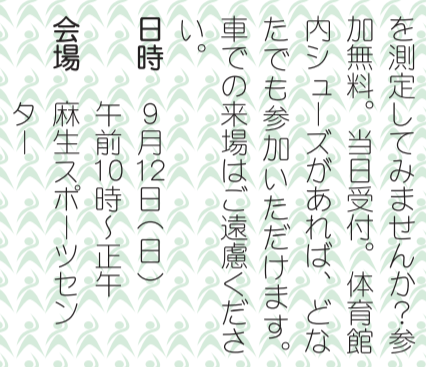 を測定してみませんか？参
加無料。当日受付。体育館
内シューズがあれば、どな
たでも参加いただけます。
車での来場はご遠慮くださ
い。
日時　9月12日（日）
午前10時〜正午
会場　麻生スポーツセン
ター